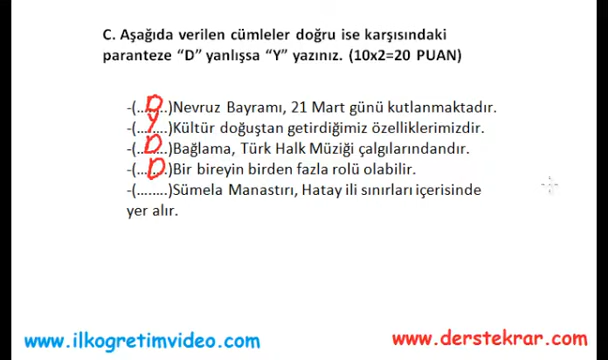 C. Aşağıda verilen cümleler doğru ise karşısındaki
paranteze “D” yanlışsa “Y” yazınız. (10x2=20 PUAN)
-(..D..)Nevruz Bayramı, 21 Mart günü kutlanmaktadır.
-(..Y...)Kültür doğuştan getirdiğimiz özelliklerimizdir.
-(..D...)Bağlama, Türk Halk Müziği çalgılarındandır.
-(...D.)Bir bireyin birden fazla rolü olabilir.
-(........)Sümela Manastırı, Hatay ili sınırları içerisinde
yer alır.
www.ilkogretimvideo.com www.derstekrar.com